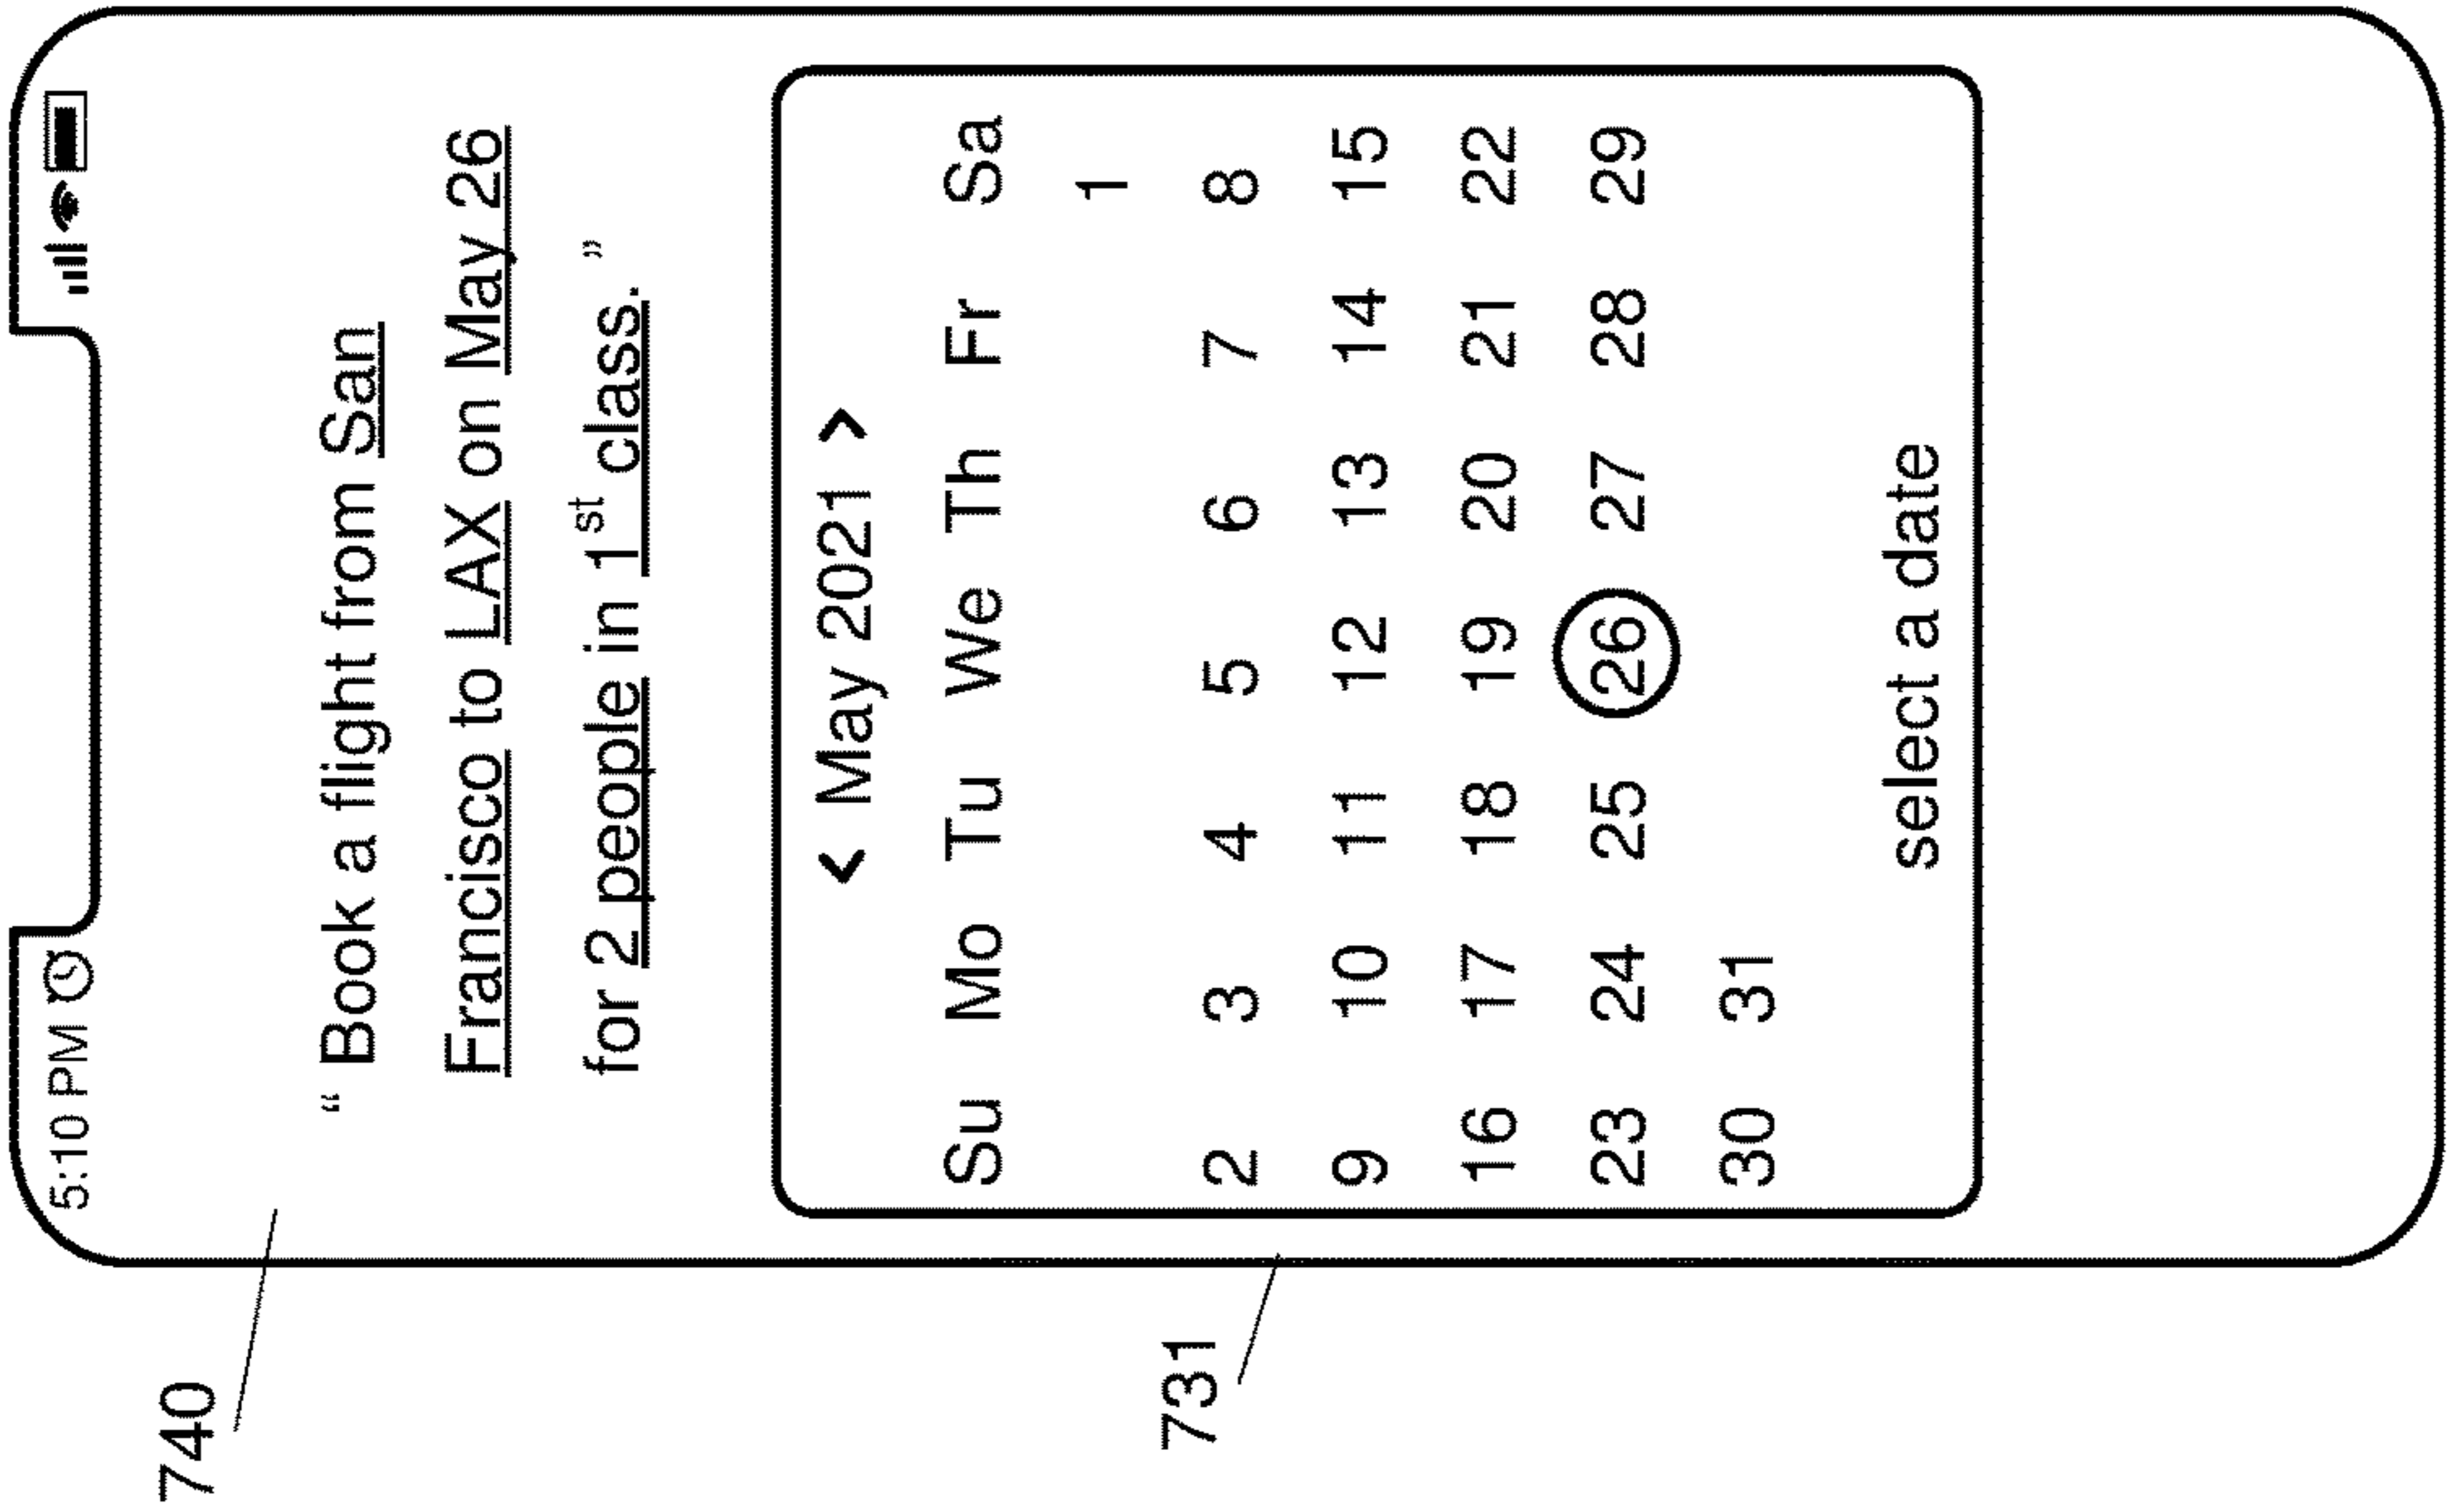 5:10 PM
“ Book a flight from San
Francisco to LAX on May 26
for 2 people in 1st class. ”
< May 2021 >
Su Mo Tu We Th Fr Sa
1
2 3 4 5 6 7 8
9 10 11 12 13 14 15
16 17 18 19 20 21 22
23 24 25 26 27 28 29
30 31
select a date
740
731